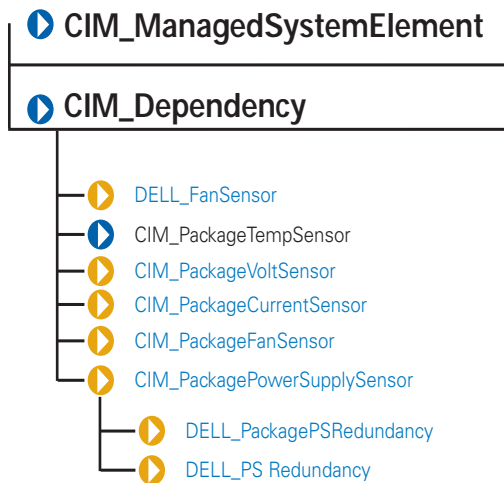 CIM_ManagedSystemElement
CIM_Dependency
DELL_FanSensor
CIM_PackageTempSensor
CIM_PackageVoltSensor
CIM_PackageCurrentSensor
CIM_PackageFanSensor
CIM_PackagePowerSupplySensor
DELL_PackagePSRedundancy
DELL_PS Redundancy